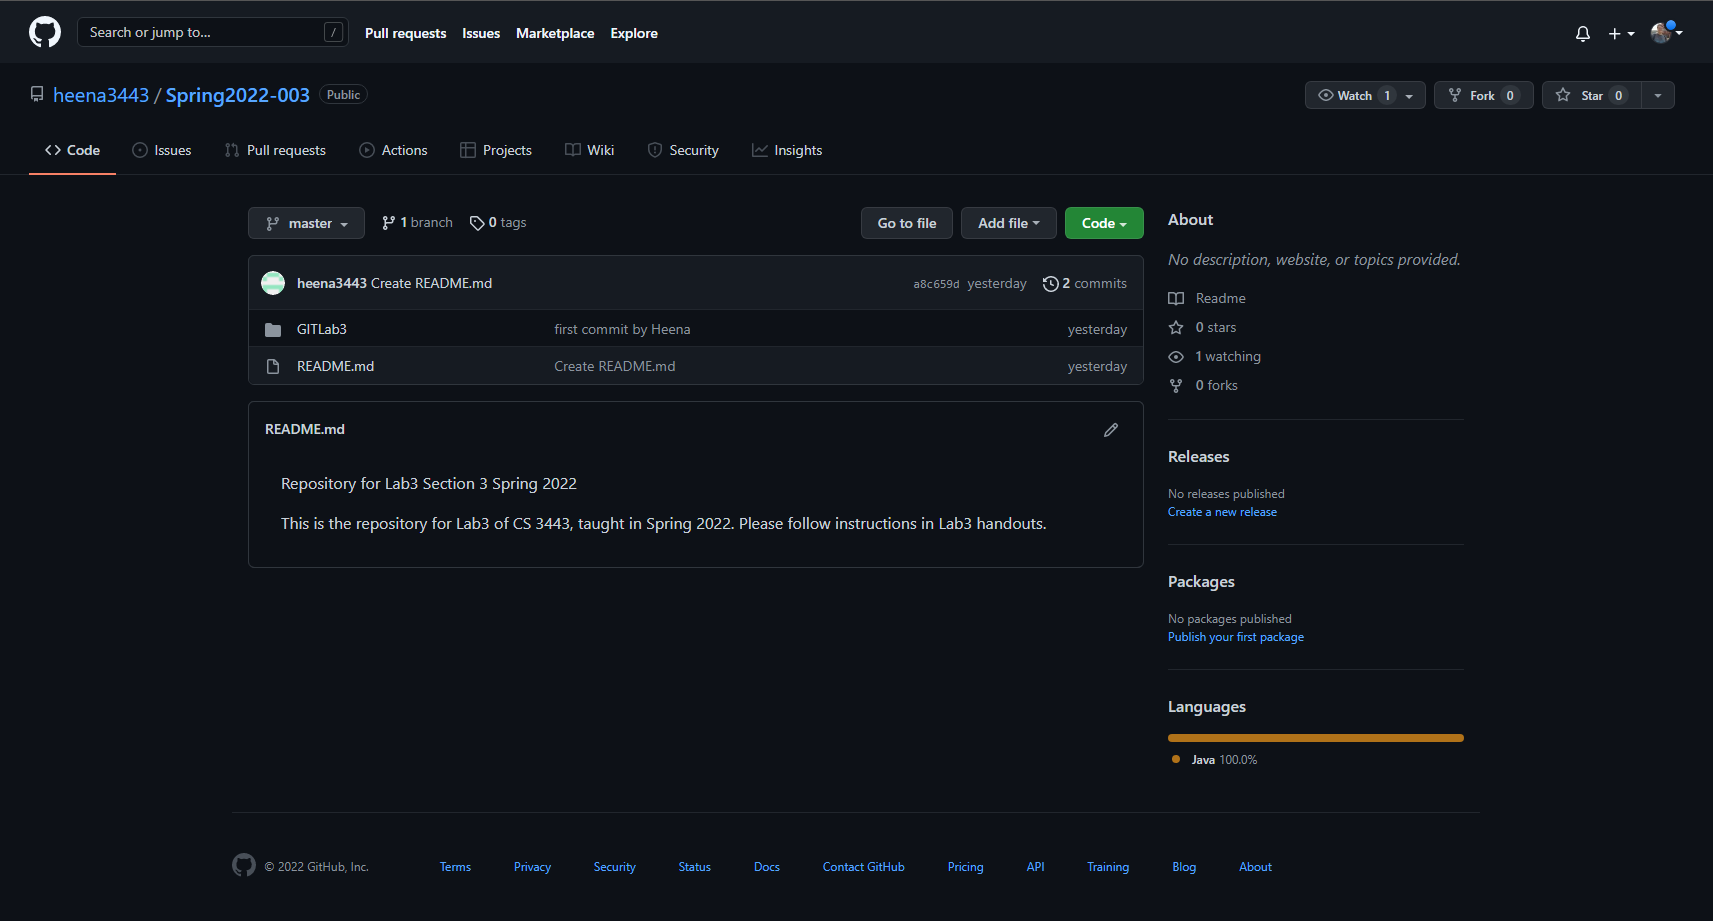 Search or jump to... /
Pull requests Issues Marketplace Explore
heena3443 / Spring2022-003 Public
Watch 1 Fork 0 Star 0
Code Issues Pull requests Actions Projects Wiki Security Insights
master 1 branch 0 tags Go to file Add file Code
heena3443 Create README.md a8c659d yesterday 2 commits
GITLab3 first commit by Heena yesterday
README.md Create README.md yesterday
README.md
Repository for Lab3 Section 3 Spring 2022
This is the repository for Lab3 of CS 3443, taught in Spring 2022. Please follow instructions in Lab3 handouts.
About
No description, website, or topics provided.
Readme
0 stars
1 watching
0 forks
Releases
No releases published
Create a new release
Packages
No packages published
Publish your first package
Languages
Java 100.0%
© 2022 GitHub, Inc. Terms Privacy Security Status Docs Contact GitHub Pricing API Training Blog About